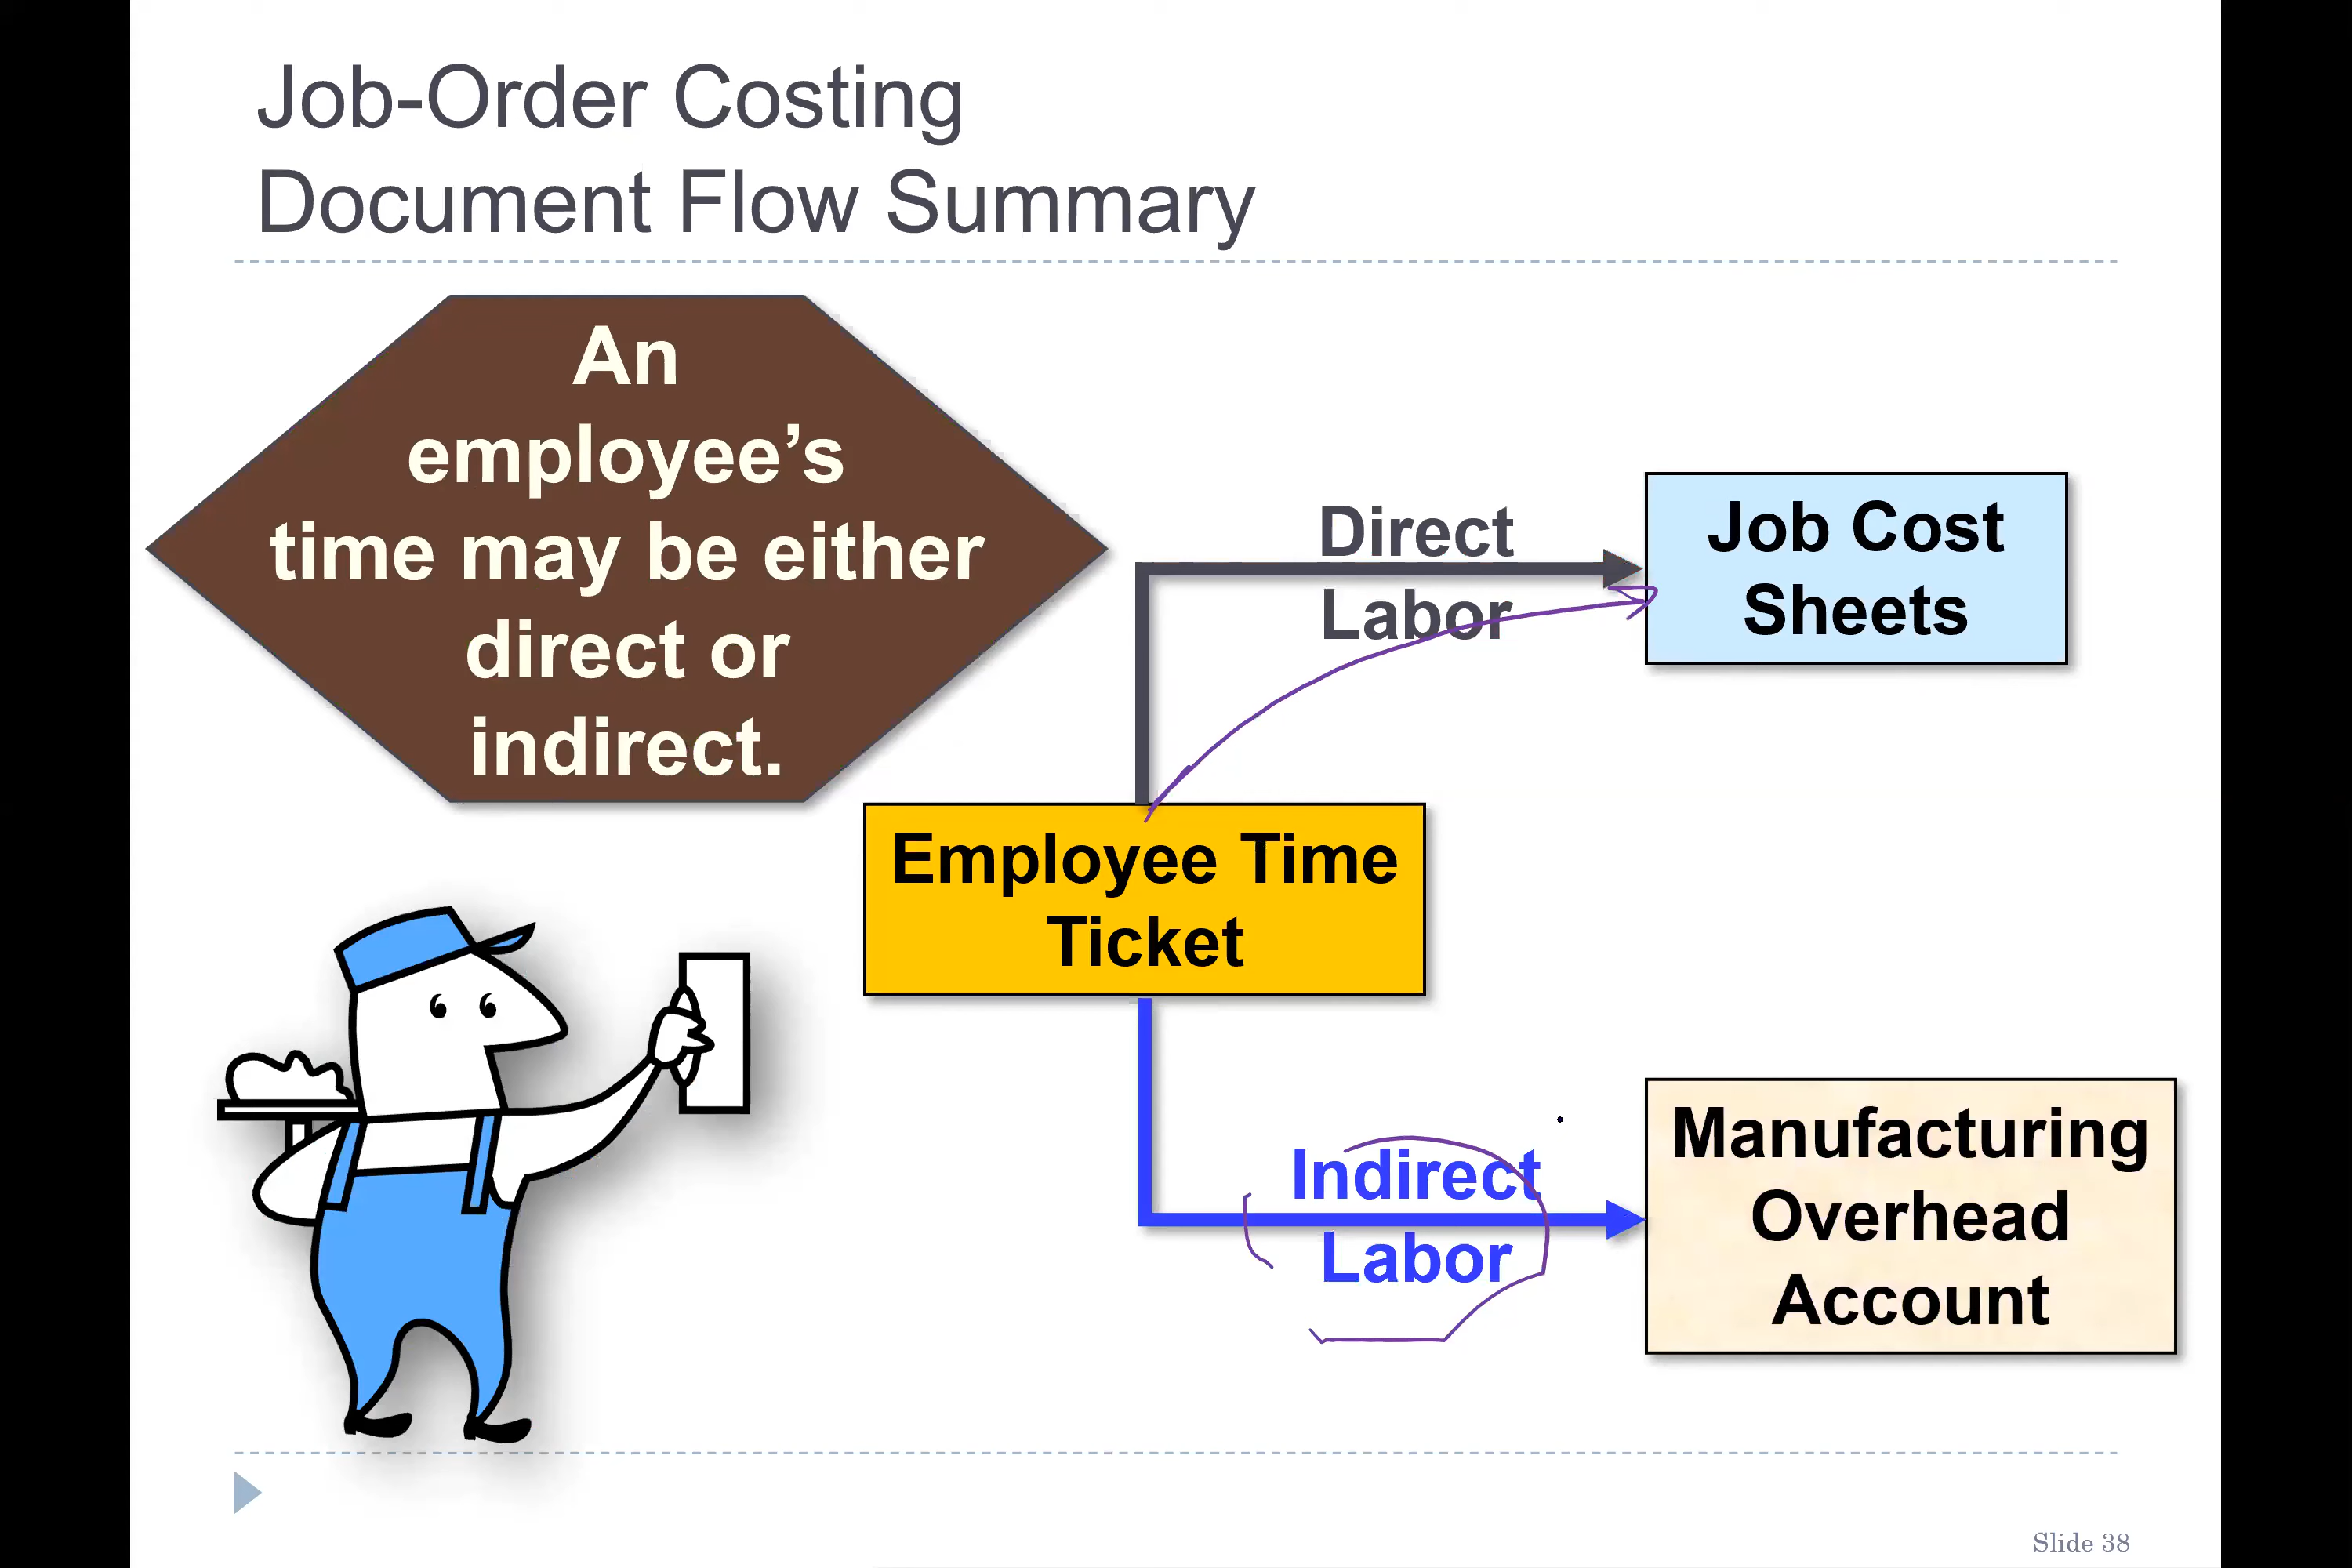 Job-Order Costing
Document Flow Summary
An
employee’s
time may be either
direct or
indirect.
Direct
Labor
Job Cost
Sheets
Employee Time
Ticket
Indirect
Labor
Manufacturing
Overhead
Account
Slide 38